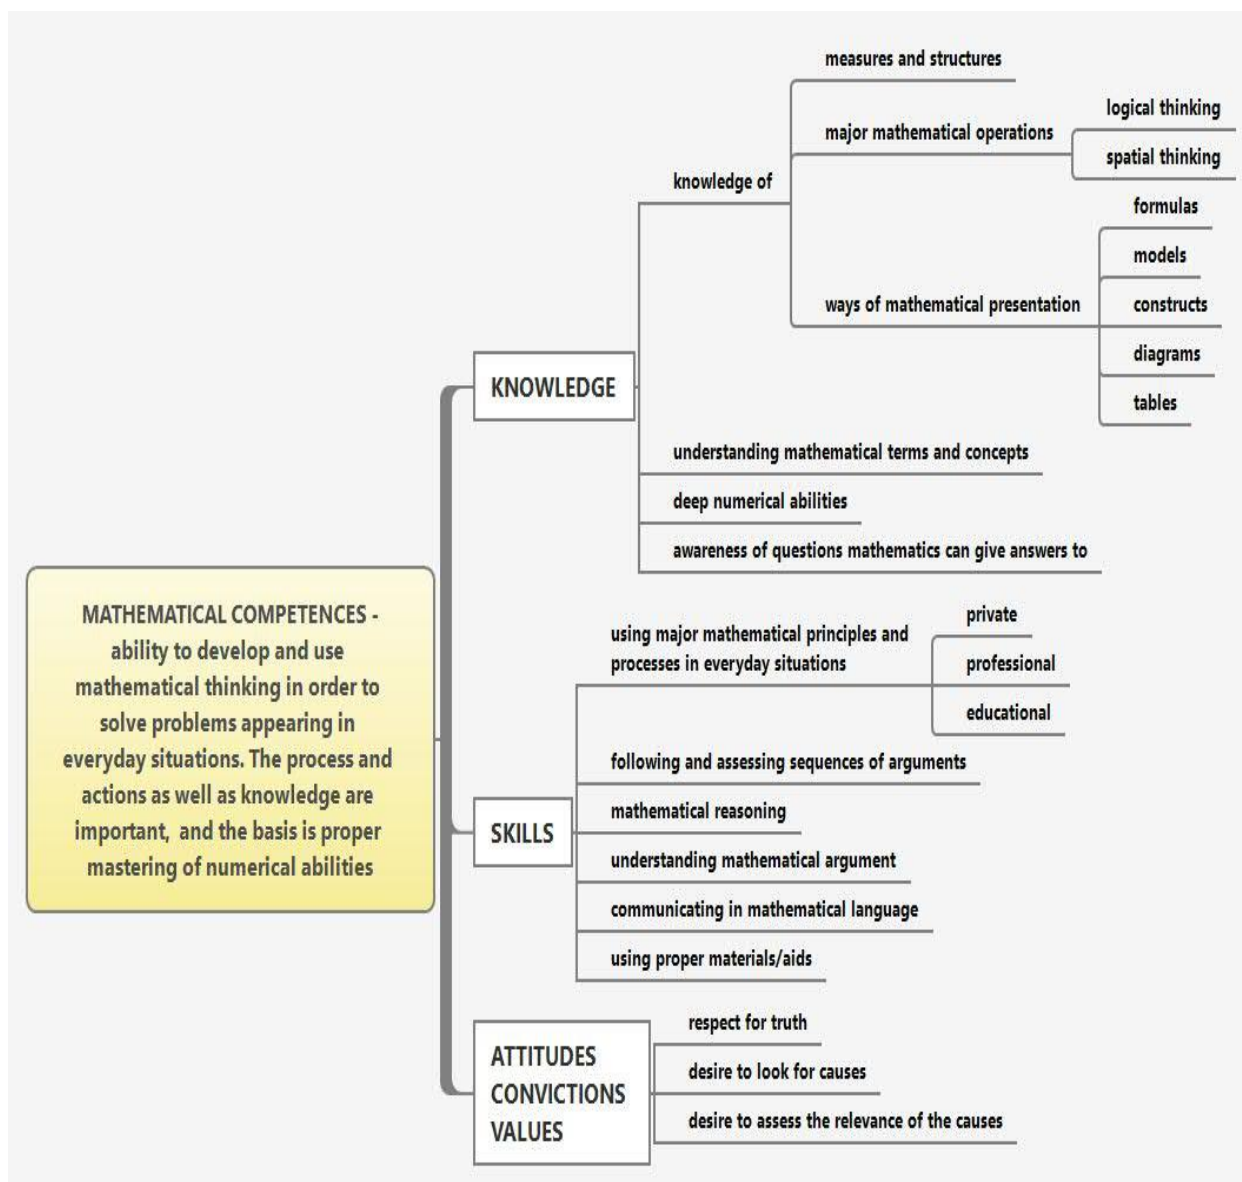 MATHEMATICAL COMPETENCES -
ability to develop and use
mathematical thinking in order to
solve problems appearing in
everyday situations. The process and
actions as well as knowledge are
important, and the basis is proper
mastering of numerical abilities
KNOWLEDGE
knowledge of
measures and structures
major mathematical operations
logical thinking
spatial thinking
ways of mathematical presentation
formulas
models
constructs
diagrams
tables
understanding mathematical terms and concepts
deep numerical abilities
awareness of questions mathematics can give answers to
SKILLS
using major mathematical principles and
processes in everyday situations
private
professional
educational
following and assessing sequences of arguments
mathematical reasoning
understanding mathematical argument
communicating in mathematical language
using proper materials/aids
ATTITUDES
CONVICTIONS
VALUES
respect for truth
desire to look for causes
desire to assess the relevance of the causes